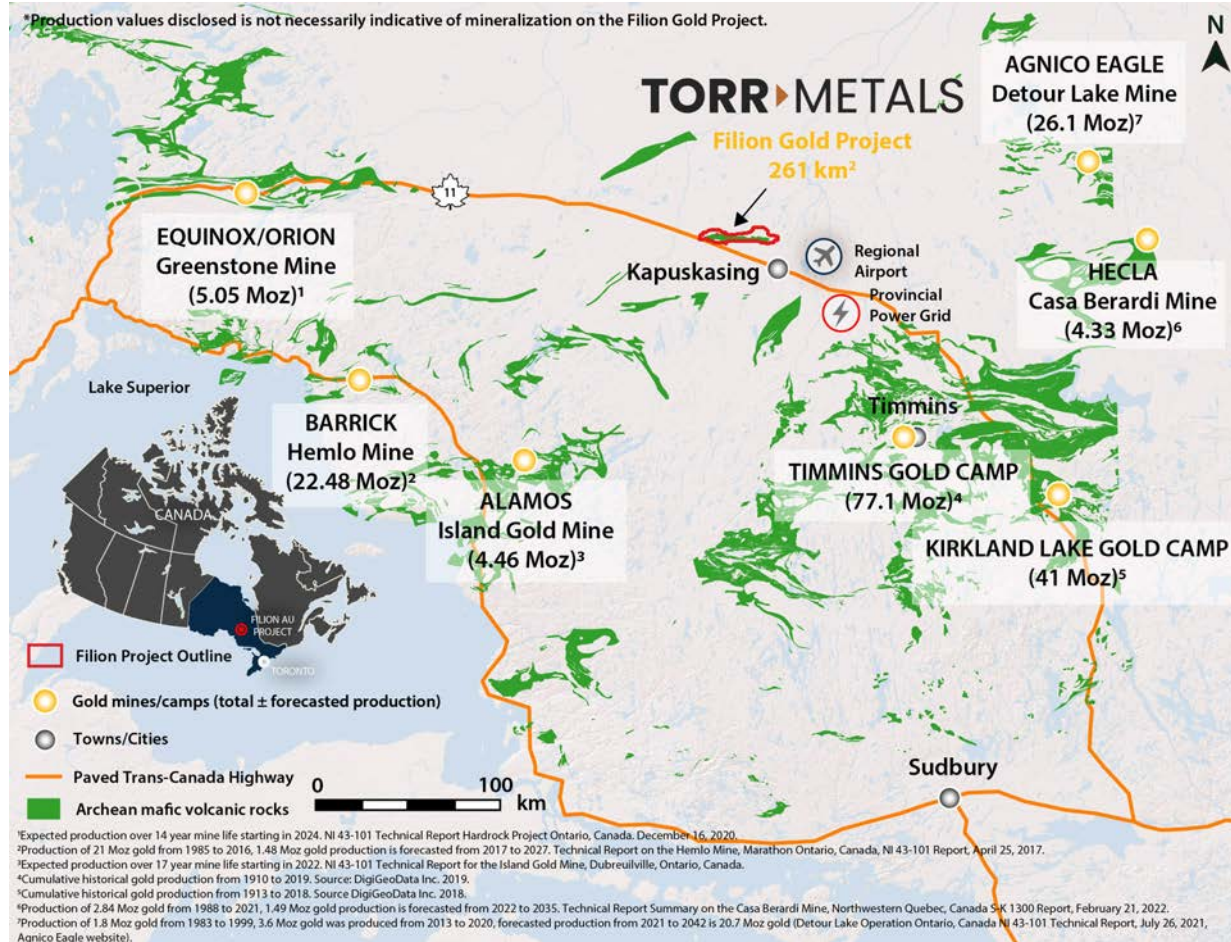 *Production values disclosed is not necessarily indicative of mineralization on the Filion Gold Project.
N
TORR METALS
Filion Gold Project
261 km²
AGNICO EAGLE
Detour Lake Mine
(26.1 Moz)⁷
11
EQUINOX/ORION
Greenstone Mine
(5.05 Moz)¹
Kapuskasing
Regional
Airport
Provincial
Power Grid
HECLA
Casa Berardi Mine
(4.33 Moz)⁶
Lake Superior
BARRICK
Hemlo Mine
(22.48 Moz)²
ALAMOS
Island Gold Mine
(4.46 Moz)³
Timmins
TIMMINS GOLD CAMP
(77.1 Moz)⁴
KIRKLAND LAKE GOLD CAMP
(41 Moz)⁵
CANADA
FILION AU
PROJECT
TORONTO
Sudbury
Filion Project Outline
Gold mines/camps (total ± forecasted production)
Towns/Cities
Paved Trans-Canada Highway
Archean mafic volcanic rocks
0 100
km
¹Expected production over 14 year mine life starting in 2024. NI 43-101 Technical Report Hardrock Project Ontario, Canada. December 16, 2020.
²Production of 21 Moz gold from 1985 to 2016, 1.48 Moz gold production is forecasted from 2017 to 2027. Technical Report on the Hemlo Mine, Marathon Ontario, Canada, NI 43-101 Report, April 25, 2017.
³Expected production over 17 year mine life starting in 2022. NI 43-101 Technical Report for the Island Gold Mine, Dubreuilville, Ontario, Canada.
⁴Cumulative historical gold production from 1910 to 2019. Source: DigiGeoData Inc. 2019.
⁵Cumulative historical gold production from 1913 to 2018. Source DigiGeoData Inc. 2018.
⁶Production of 2.84 Moz gold from 1988 to 2021, 1.49 Moz gold production is forecasted from 2022 to 2035. Technical Report Summary on the Casa Berardi Mine, Northwestern Quebec, Canada S-K 1300 Report, February 21, 2022.
⁷Production of 1.8 Moz gold from 1983 to 1999, 3.6 Moz gold was produced from 2013 to 2020, forecasted production from 2021 to 2042 is 20.7 Moz gold (Detour Lake Operation Ontario, Canada NI 43-101 Technical Report, July 26, 2021,
Agnico Eagle website).